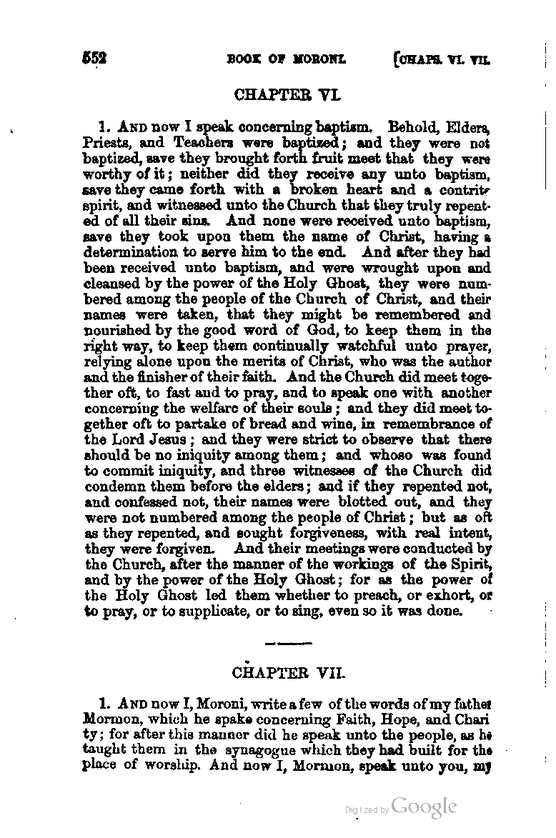 552 BOOK OF MORONI. [CHAPS. VI. VII.
CHAPTER VI.
1. AND now I speak concerning baptism. Behold, Elders,
Priests, and Teachers were baptized; and they were not
baptized, save they brought forth fruit meet that they were
worthy of it; neither did they receive any unto baptism,
save they came forth with a broken heart and a contrite
spirit, and witnessed unto the Church that they truly repent-
ed of all their sins. And none were received unto baptism,
save they took upon them the name of Christ, having a
determination to serve him to the end. And after they had
been received unto baptism, and were wrought upon and
cleansed by the power of the Holy Ghost, they were num-
bered among the people of the Church of Christ, and their
names were taken, that they might be remembered and
nourished by the good word of God, to keep them in the
right way, to keep them continually watchful unto prayer,
relying alone upon the merits of Christ, who was the author
and the finisher of their faith. And the Church did meet toge-
ther oft, to fast and to pray, and to speak one with another
concerning the welfare of their souls; and they did meet to-
gether oft to partake of bread and wine, in remembrance of
the Lord Jesus; and they were strict to observe that there
should be no iniquity among them; and whoso was found
to commit iniquity, and three witnesses of the Church did
condemn them before the elders; and if they repented not,
and confessed not, their names were blotted out, and they
were not numbered among the people of Christ; but as oft
as they repented, and sought forgiveness, with real intent,
they were forgiven. And their meetings were conducted by
the Church, after the manner of the workings of the Spirit,
and by the power of the Holy Ghost; for as the power of
the Holy Ghost led them whether to preach, or exhort, or
to pray, or to supplicate, or to sing, even so it was done.
CHAPTER VII.
1. AND now I, Moroni, write a few of the words of my father
Mormon, which he spake concerning Faith, Hope, and Chari
ty; for after this manner did he speak unto the people, as he
taught them in the synagogue which they had built for the
place of worship. And now I, Mormon, speak unto you, my
Digitized by Google